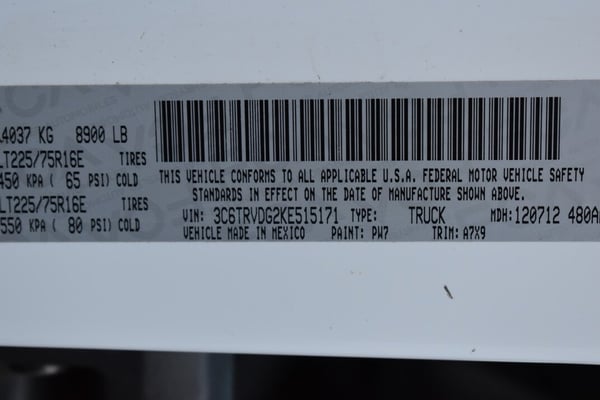 4037 KG 8900 LB
LT225/75R16E TIRES
450 KPA ( 65 PSI) COLD
LT225/75R16E TIRES
550 KPA ( 80 PSI) COLD
THIS VEHICLE CONFORMS TO ALL APPLICABLE U.S.A. FEDERAL MOTOR VEHICLE SAFETY
STANDARDS IN EFFECT ON THE DATE OF MANUFACTURE SHOWN ABOVE.
VIN: 3C6TRVDG2KE515171 TYPE: TRUCK MDH: 120712 480A
VEHICLE MADE IN MEXICO PAINT: PW7 TRIM: A7X9